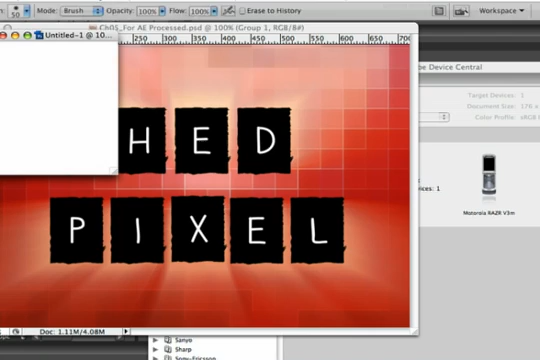 50 Mode: Brush Opacity: 100% Flow: 100% Erase to History Workspace
Ch05_For AE Processed.psd @ 100% (Group 1, RGB/8#)
Untitled-1 @ 10...
250 300 350 400 450 500 550 600 650 700
be Device Central
Target Devices: 1
Document Size:
Color Profile: sRGB
HED
PIXEL
vices: 1
Motorola RAZR V3m
Doc: 1.11M/4.08M
Sanyo
Sharp
Sony-Ericsson